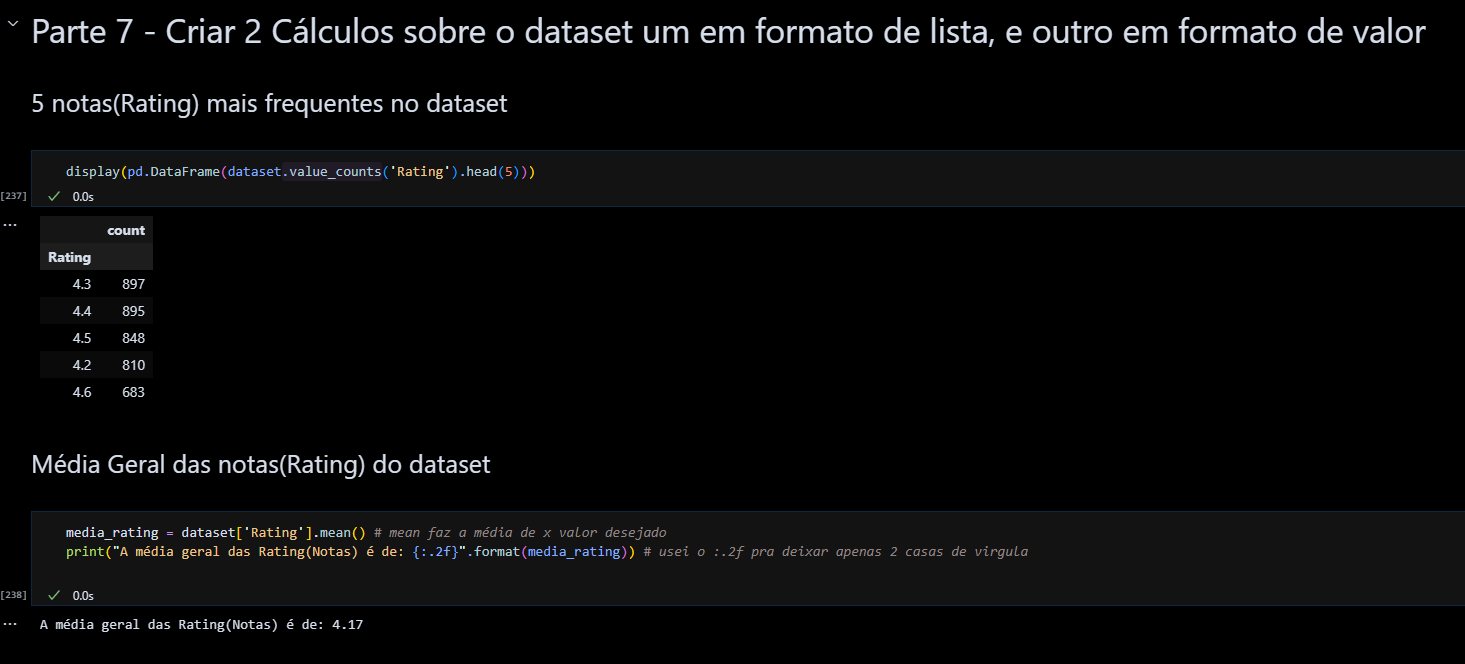 Parte 7 - Criar 2 Cálculos sobre o dataset um em formato de lista, e outro em formato de valor
5 notas(Rating) mais frequentes no dataset
display(pd.DataFrame(dataset.value_counts('Rating').head(5)))
[237] ✓ 0.0s
...
count
Rating
4.3 897
4.4 895
4.5 848
4.2 810
4.6 683
Média Geral das notas(Rating) do dataset
media_rating = dataset['Rating'].mean() # mean faz a média de x valor desejado
print("A média geral das Rating(Notas) é de: {:.2f}".format(media_rating)) # usei o :.2f pra deixar apenas 2 casas de virgula
[238] ✓ 0.0s
... A média geral das Rating(Notas) é de: 4.17